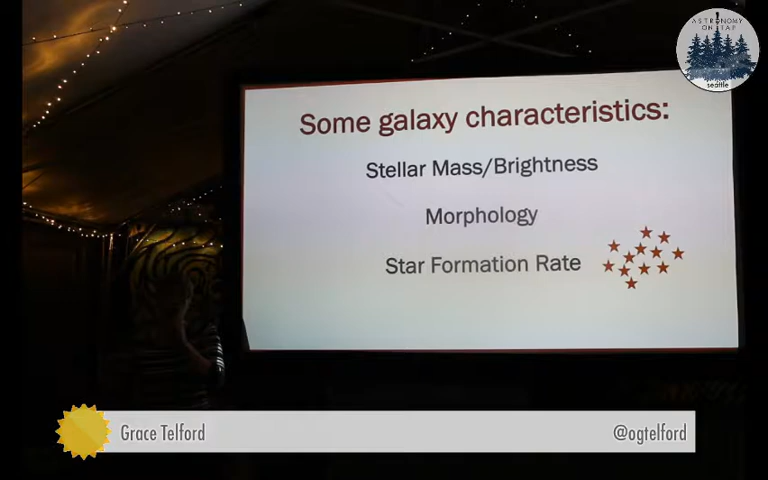 ASTRONOMY
ON TAP
seattle
Some galaxy characteristics:
Stellar Mass/Brightness
Morphology
Star Formation Rate
Grace Telford
@ogtelford